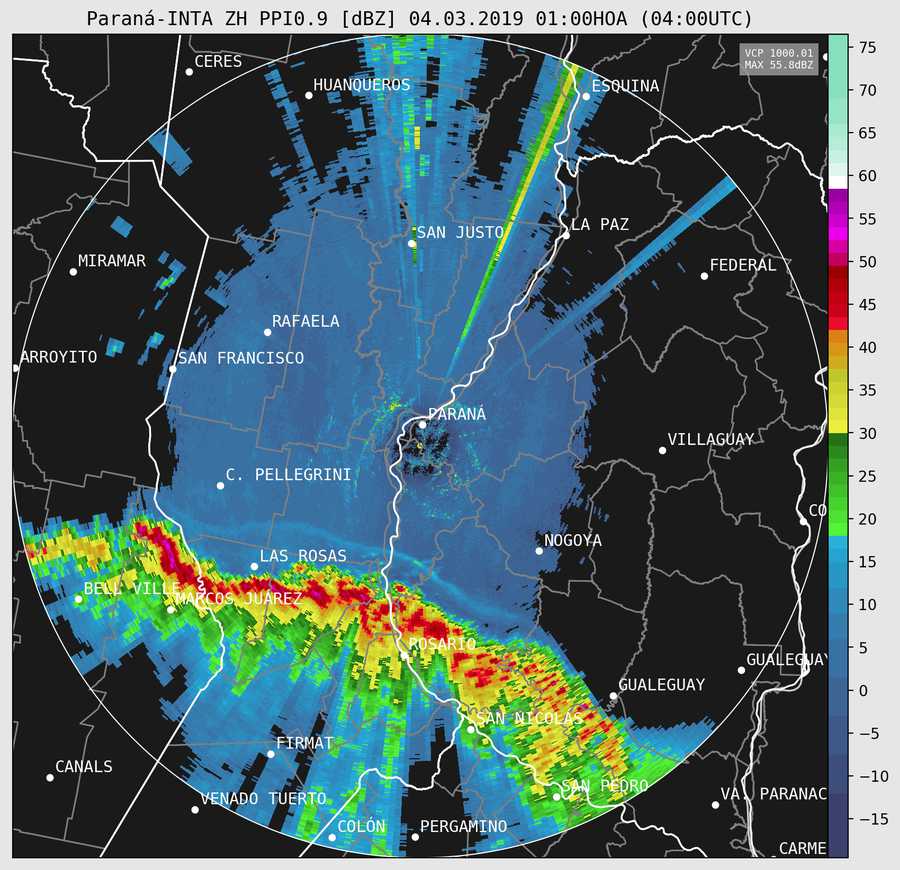 Paraná-INTA ZH PPI0.9 [dBZ] 04.03.2019 01:00HOA (04:00UTC)
VCP 1000.01
MAX 55.8dBZ
CERES
HUANQUEROS
ESQUINA
SAN JUSTO
LA PAZ
MIRAMAR
FEDERAL
RAFAELA
ARROYITO
SAN FRANCISCO
PARANÁ
VILLAGUAY
C. PELLEGRINI
CO
NOGOYA
LAS ROSAS
BELL VILLE
MARCOS JUÁREZ
ROSARIO
GUALEGUAY
GUALEGUAY
SAN NICOLAS
FIRMAT
CANALS
SAN PEDRO
VENADO TUERTO
VA. PARANAC
COLÓN
PERGAMINO
CARME
75
70
65
60
55
50
45
40
35
30
25
20
15
10
5
0
−5
−10
−15